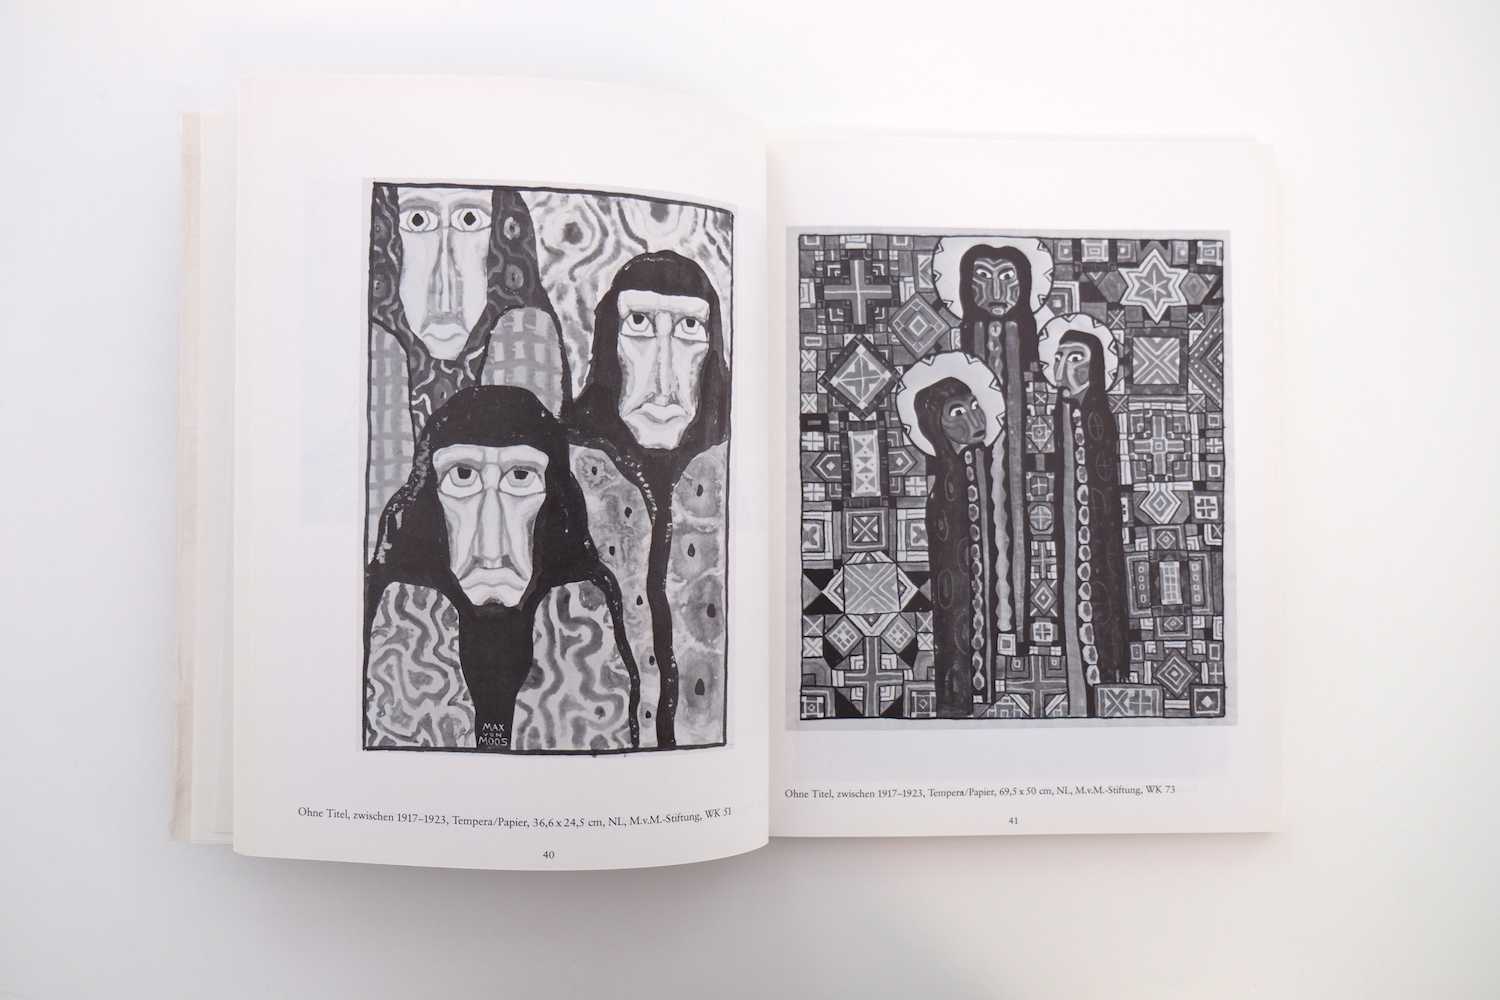 MAX
VON
MOOS
Ohne Titel, zwischen 1917–1923, Tempera/Papier, 36,6 x 24,5 cm, NL, M.v.M.-Stiftung, WK 51
40
Ohne Titel, zwischen 1917–1923, Tempera/Papier, 69,5 x 50 cm, NL, M.v.M.-Stiftung, WK 73
41